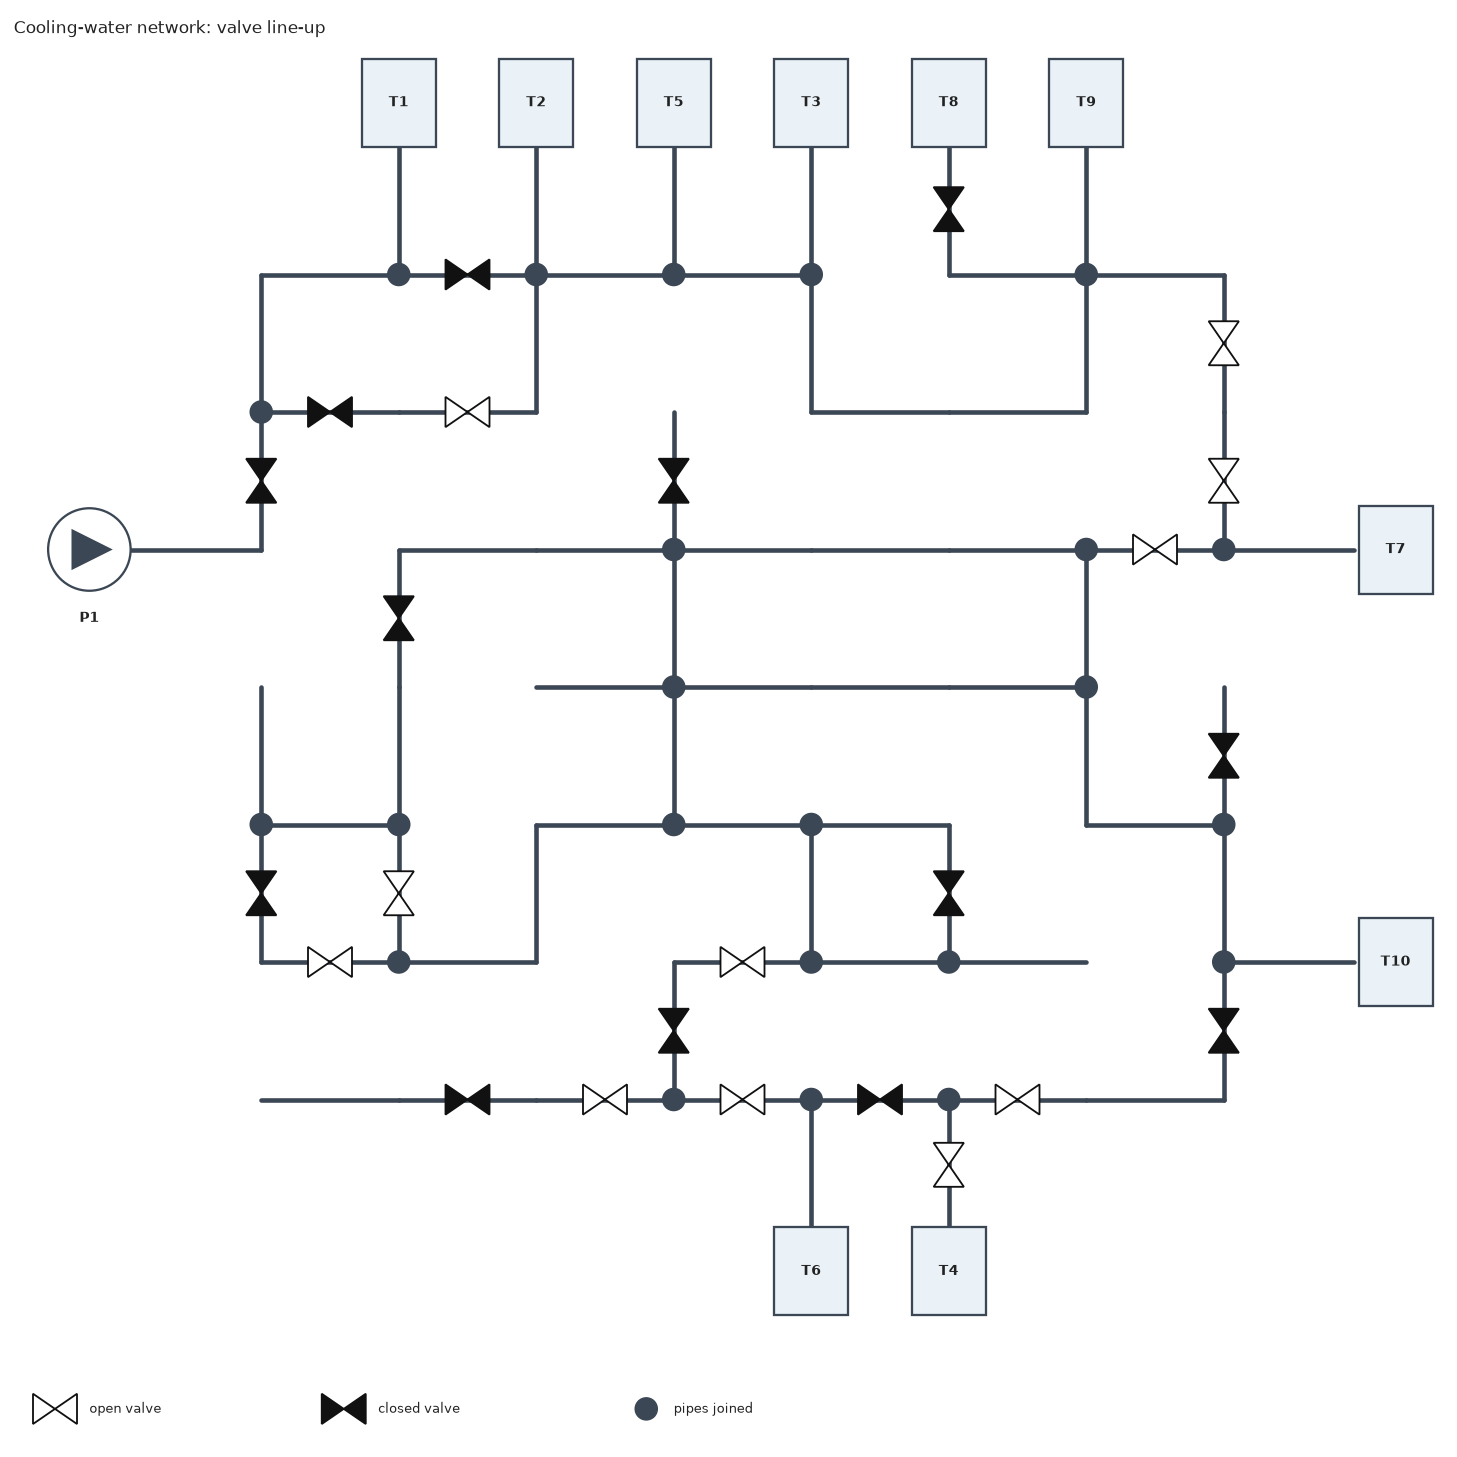 Cooling-water network: valve line-up
T1 T2 T5 T3 T8 T9
T7
P1
T10
T6 T4
open valve closed valve pipes joined